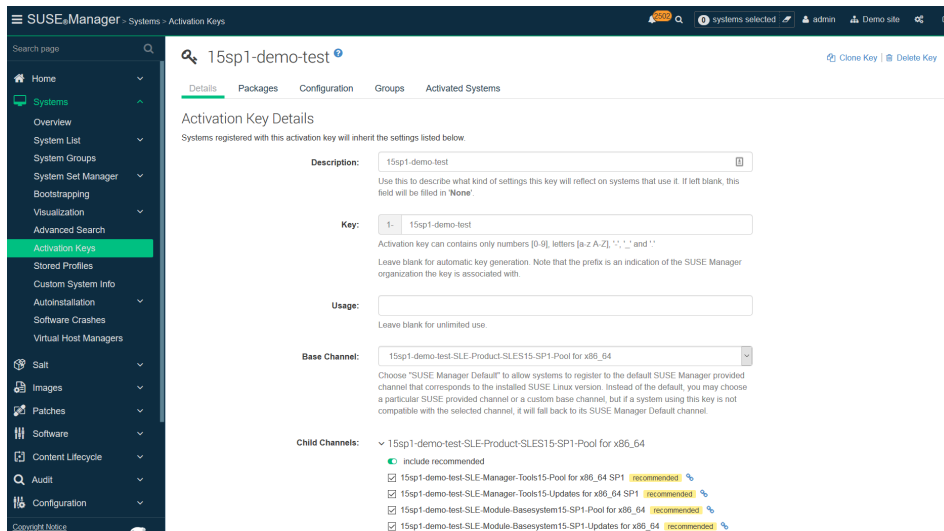 SUSE®Manager > Systems > Activation Keys
2502
0 systems selected
admin
Demo site
Search page
Home
Systems
Overview
System List
System Groups
System Set Manager
Bootstrapping
Visualization
Advanced Search
Activation Keys
Stored Profiles
Custom System Info
Autoinstallation
Software Crashes
Virtual Host Managers
Salt
Images
Patches
Software
Content Lifecycle
Audit
Configuration
Copyright Notice
15sp1-demo-test ?
Clone Key | Delete Key
Details Packages Configuration Groups Activated Systems
Activation Key Details
Systems registered with this activation key will inherit the settings listed below.
Description: 15sp1-demo-test
Use this to describe what kind of settings this key will reflect on systems that use it. If left blank, this
field will be filled in 'None'.
Key: 1- 15sp1-demo-test
Activation key can contains only numbers [0-9], letters [a-z A-Z], '-', '_' and '.'
Leave blank for automatic key generation. Note that the prefix is an indication of the SUSE Manager
organization the key is associated with.
Usage:
Leave blank for unlimited use.
Base Channel: 15sp1-demo-test-SLE-Product-SLES15-SP1-Pool for x86_64
Choose "SUSE Manager Default" to allow systems to register to the default SUSE Manager provided
channel that corresponds to the installed SUSE Linux version. Instead of the default, you may choose
a particular SUSE provided channel or a custom base channel, but if a system using this key is not
compatible with the selected channel, it will fall back to its SUSE Manager Default channel.
Child Channels: 15sp1-demo-test-SLE-Product-SLES15-SP1-Pool for x86_64
include recommended
15sp1-demo-test-SLE-Manager-Tools15-Pool for x86_64 SP1 recommended
15sp1-demo-test-SLE-Manager-Tools15-Updates for x86_64 SP1 recommended
15sp1-demo-test-SLE-Module-Basesystem15-SP1-Pool for x86_64 recommended
15sp1-demo-test-SLE-Module-Basesystem15-SP1-Updates for x86_64 recommended